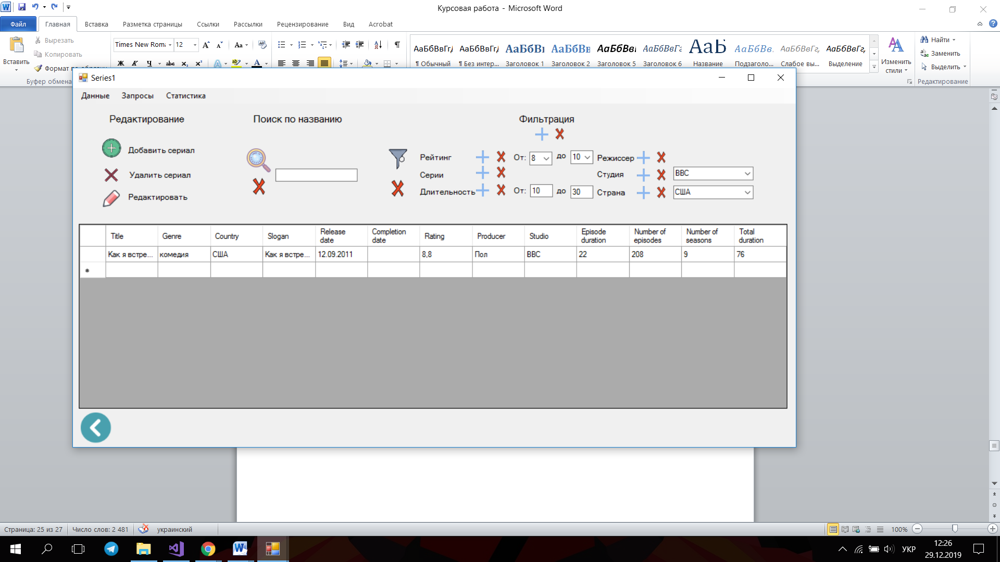 Курсовая работа - Microsoft Word
Файл Главная Вставка Разметка страницы Ссылки Рассылки Рецензирование Вид Acrobat
Вставить
Вырезать
Копировать
Формат по
Буфер обмена
Times New Roma 12
Ж К Ч abc x₂ x²
АаБбВвГг, АаБбВвГг, АаБбВı АаБбВв АаБбВвı АаБбВвГг АаБ АаБбВв. АаБбВвГг, АаБбВвГг,
¶ Обычный ¶ Без интер... Заголовок 1 Заголовок 2 Заголовок 5 Заголовок 6 Название Подзаголо... Слабое вы... Выделение
Изменить стили
Найти
Заменить
Выделить
Редактирование
Series1
Данные Запросы Статистика
Редактирование Поиск по названию Фильтрация
Добавить сериал
Удалить сериал
Редактировать
Рейтинг От: 8 до 10 Режиссер
Серии Студия BBC
Длительность От: 10 до 30 Страна США
Title Genre Country Slogan Release date Completion date Rating Producer Studio Episode duration Number of episodes Number of seasons Total duration
Как я встре... комедия США Как я встре... 12.09.2011 8,8 Пол BBC 22 208 9 76
Страница: 25 из 27 Число слов: 2 481 украинский 100%
УКР
12:26
29.12.2019